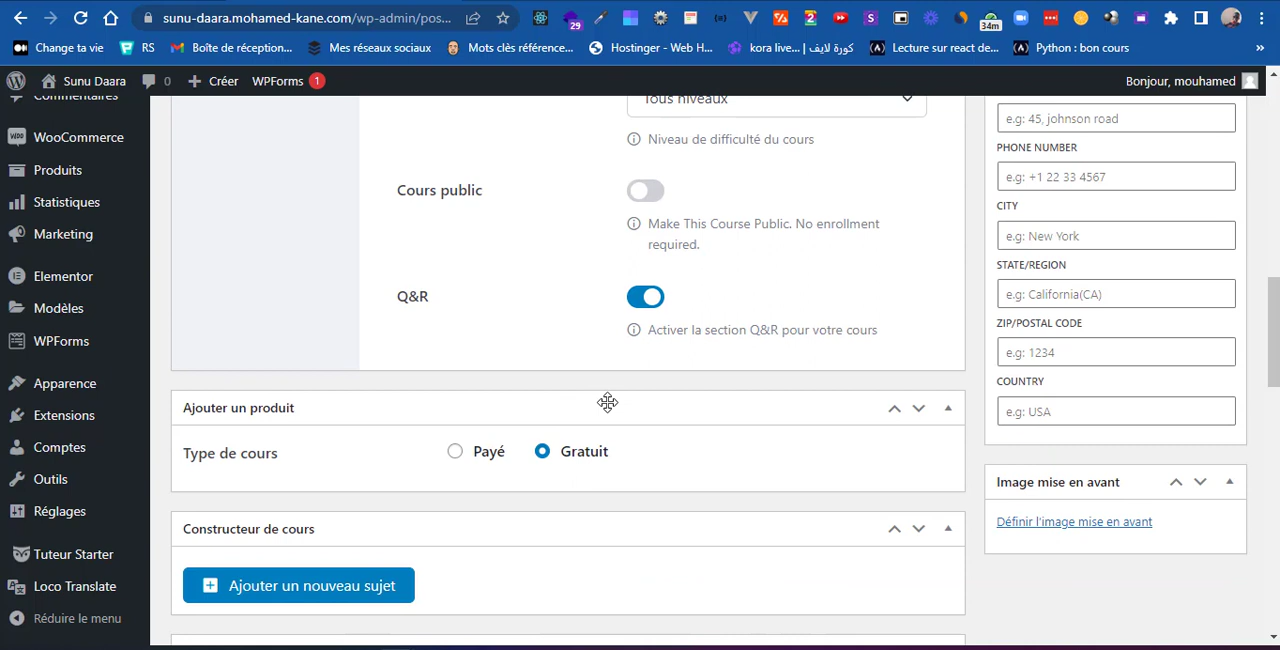 sunu-daara.mohamed-kane.com/wp-admin/pos...
29
34m
Change ta vie
RS
Boîte de réception...
Mes réseaux sociaux
Mots clés référence...
Hostinger - Web H...
kora live... | كورة لايف
Lecture sur react de...
Python : bon cours
»
Sunu Daara
0
Créer
WPForms
1
Bonjour, mouhamed
Commentaires
WooCommerce
Produits
Statistiques
Marketing
Elementor
Modèles
WPForms
Apparence
Extensions
Comptes
Outils
Réglages
Tuteur Starter
Loco Translate
Réduire le menu
Tous niveaux
Niveau de difficulté du cours
Cours public
Make This Course Public. No enrollment
required.
Q&R
Activer la section Q&R pour votre cours
Ajouter un produit
Type de cours
Payé
Gratuit
Constructeur de cours
Ajouter un nouveau sujet
e.g: 45, johnson road
PHONE NUMBER
e.g: +1 22 33 4567
CITY
e.g: New York
STATE/REGION
e.g: California(CA)
ZIP/POSTAL CODE
e.g: 1234
COUNTRY
e.g: USA
Image mise en avant
Définir l'image mise en avant